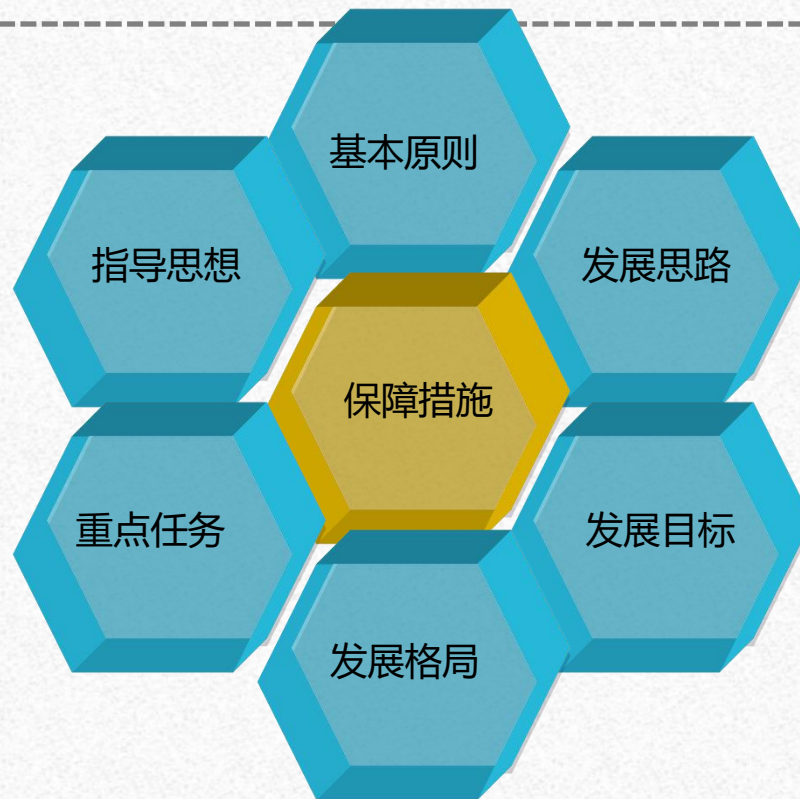 基本原则
指导思想
发展思路
保障措施
重点任务
发展目标
发展格局